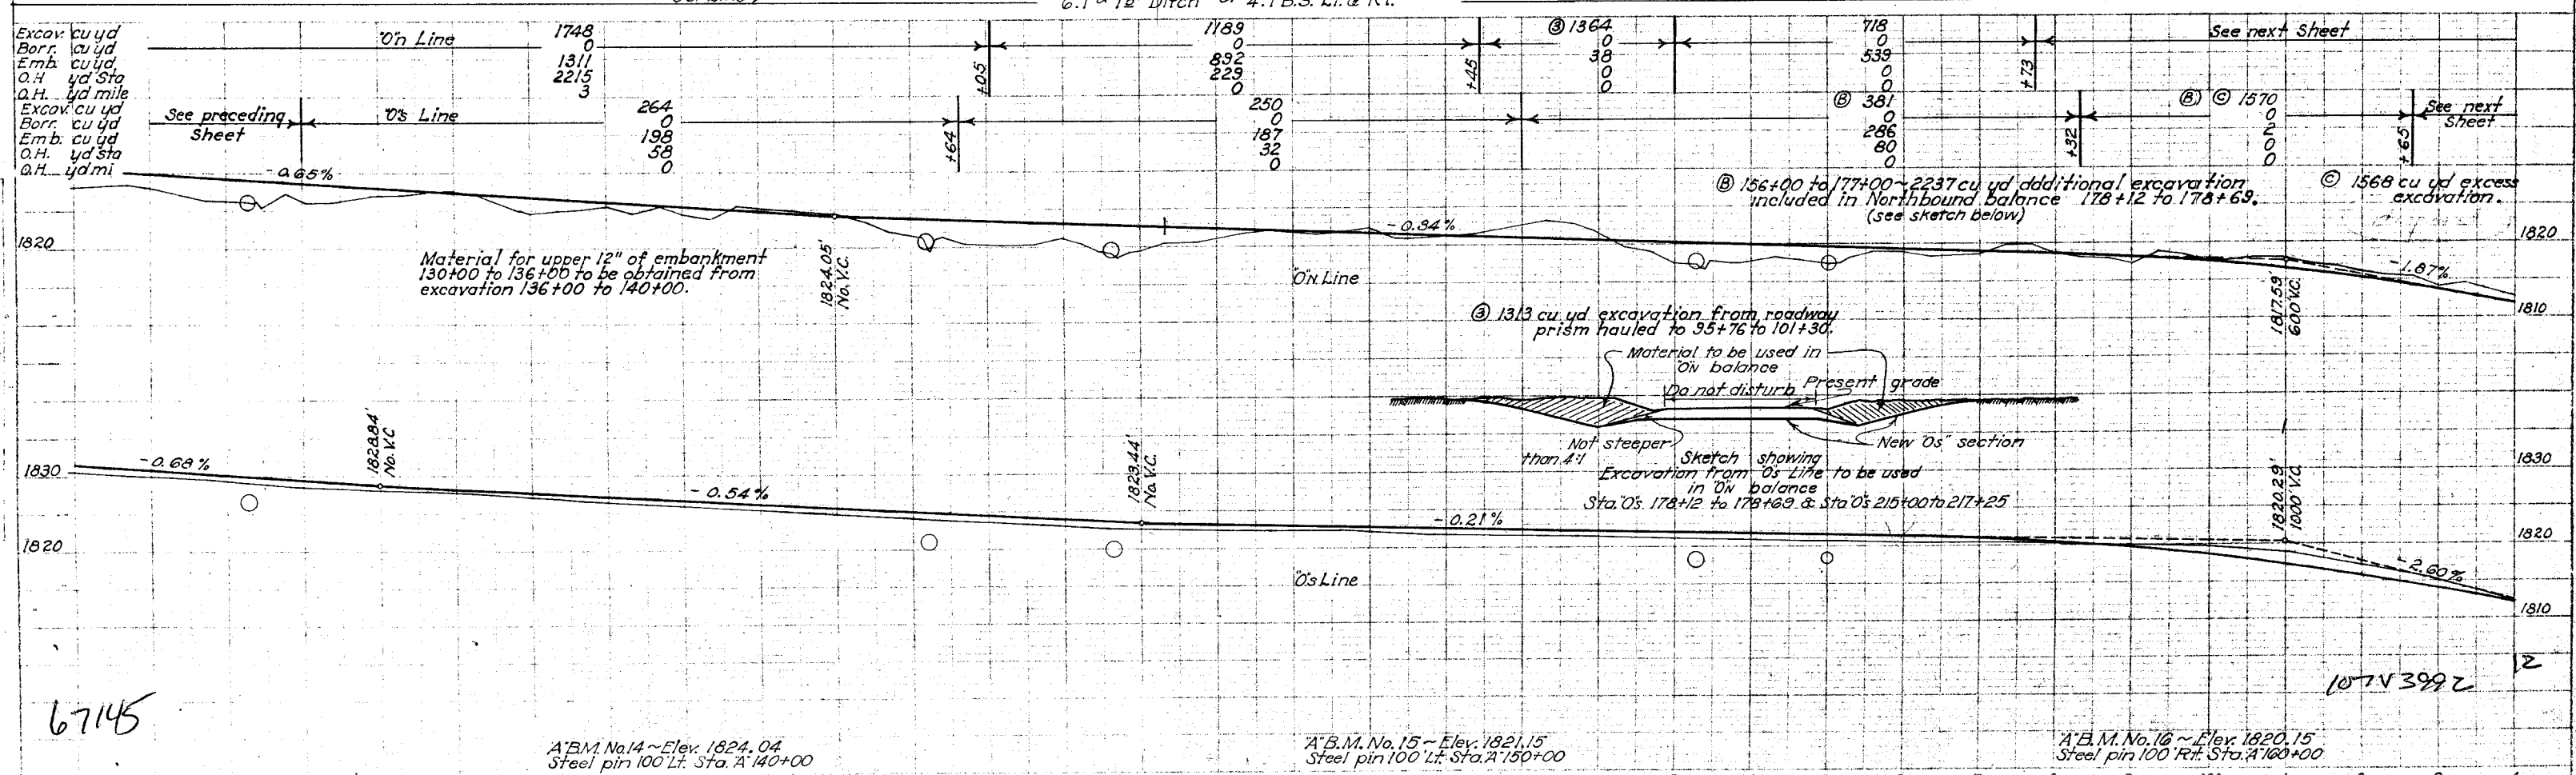 6:1 & 12" Ditch or 4:1 B.S. Lt. & Rt.
Excav. cu yd
Borr. cu yd
Emb. cu yd
O.H. yd Sta
O.H. yd mile
"ON" Line
1748
0
1311
2215
3
+05
1189
0
892
229
0
+45
③ 1364
0
38
0
0
718
0
539
0
0
+73
See next Sheet
Excav. cu yd
Borr. cu yd
Emb. cu yd
O.H. yd sta
O.H. yd mi
See preceding
Sheet
"Os" Line
264
0
198
58
0
+64
250
0
187
32
0
Ⓑ 381
0
286
80
0
+32
Ⓑ Ⓒ 1570
0
2
0
0
+65
See next
Sheet
-0.65%
Ⓑ 156+00 to 177+00 ~ 2237 cu yd additional excavation
included in Northbound balance 178+12 to 178+69.
(see sketch below)
Ⓒ 1568 cu yd excess
excavation.
1820
Material for upper 12" of embankment
130+00 to 136+00 to be obtained from
excavation 136+00 to 140+00.
1824.05'
No. V.C.
-0.34%
"ON" Line
1820
-1.87%
1817.59'
600' V.C.
1810
③ 1313 cu yd excavation from roadway
prism hauled to 95+76 to 101+30.
Material to be used in
"ON" balance
Do not disturb
Present grade
Not steeper
than 4:1
New "Os" section
Sketch showing
Excavation from "Os" Line to be used
in "ON" balance
Sta. "Os" 178+12 to 178+69 & Sta "Os" 215+00 to 217+25
1830
-0.68%
1828.84'
No. V.C.
-0.54%
1823.44'
No. V.C.
-0.21%
1820.29'
1000' V.C.
1830
1820
"Os" Line
1820
-2.60%
1810
12
107V3992
67145
"A" B.M. No. 14 ~ Elev. 1824.04
Steel pin 100' Lt. Sta. "A" 140+00
"A" B.M. No. 15 ~ Elev. 1821.15
Steel pin 100' Lt. Sta. "A" 150+00
"A" B.M. No. 16 ~ Elev. 1820.15
Steel pin 100' Rt. Sta. "A" 160+00